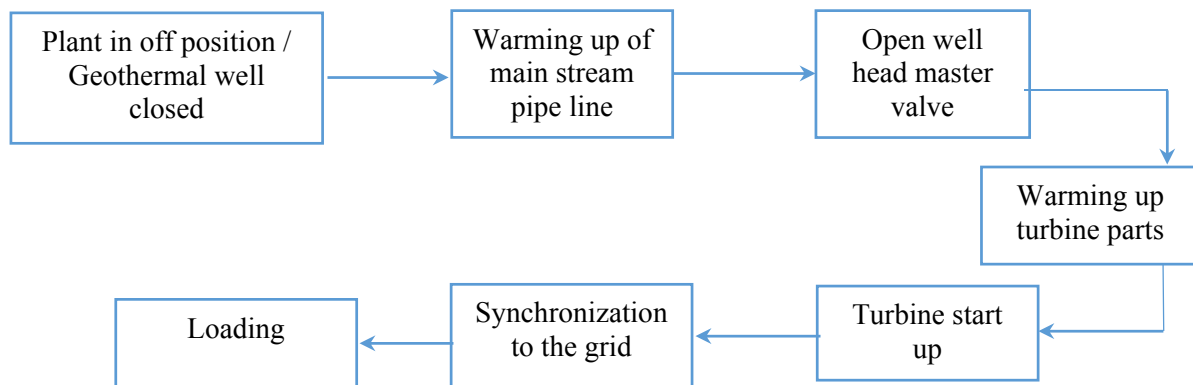 Plant in off position /
Geothermal well
closed
Warming up of
main stream
pipe line
Open well
head master
valve
Warming up
turbine parts
Turbine start
up
Synchronization
to the grid
Loading